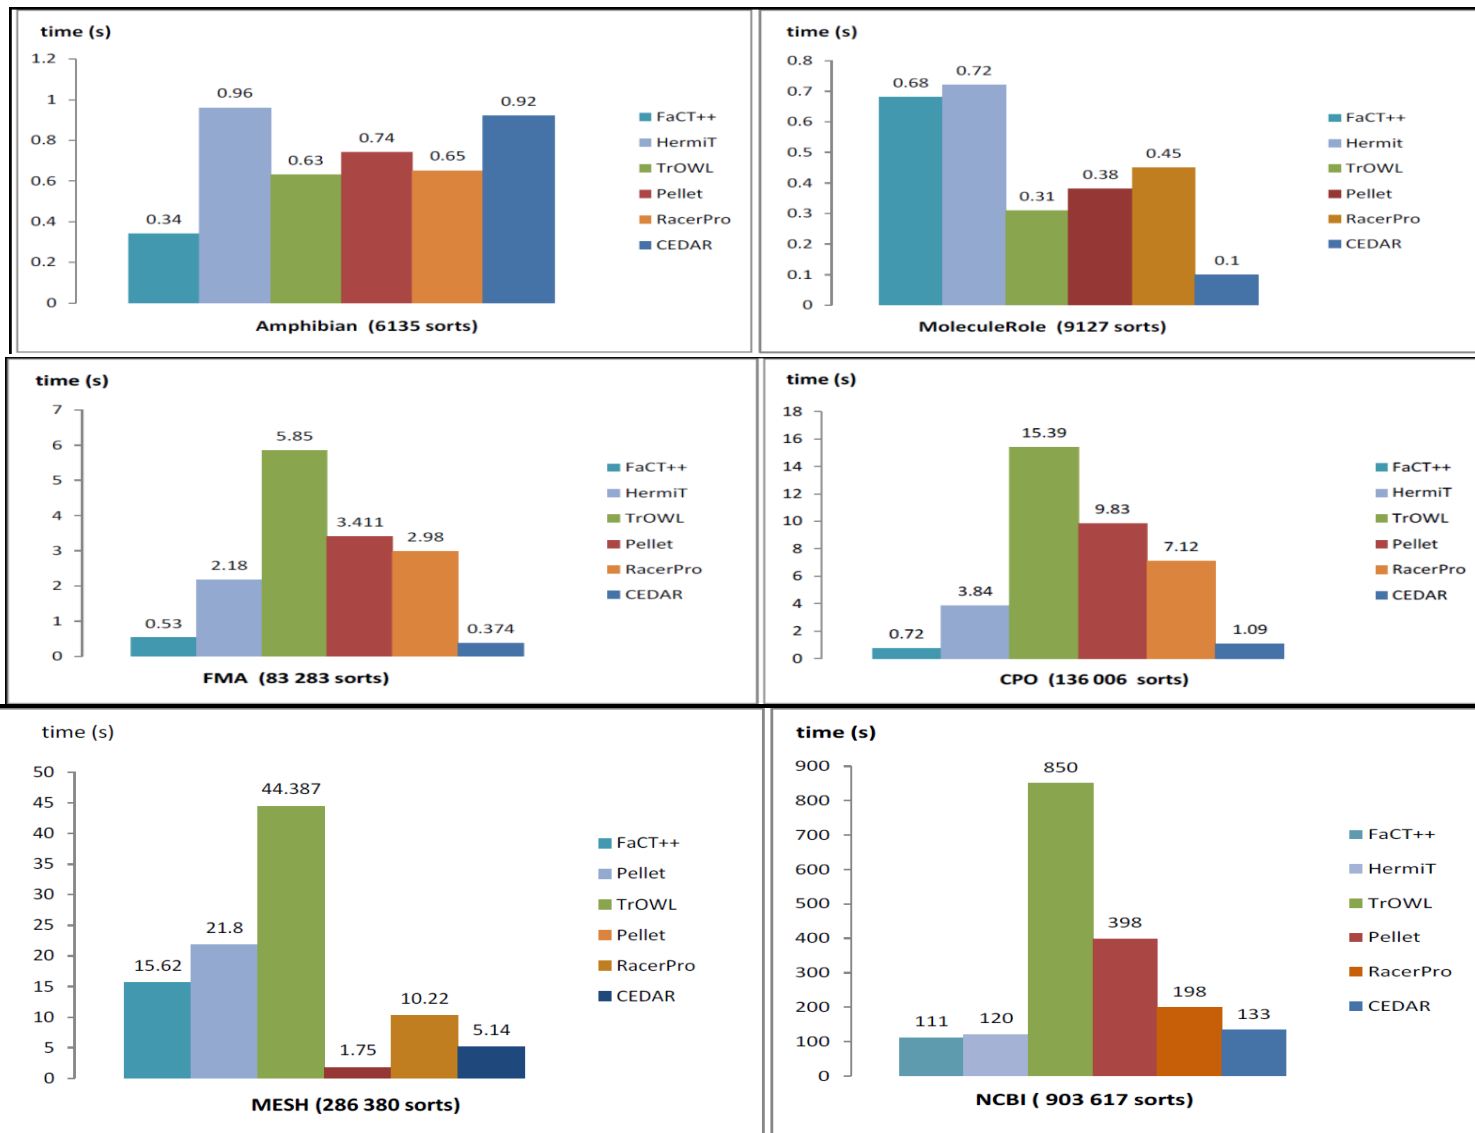 time (s)
1.2
1
0.8
0.6
0.4
0.2
0
0.34
0.96
0.63
0.74
0.65
0.92
FaCT++
HermiT
TrOWL
Pellet
RacerPro
CEDAR
Amphibian (6135 sorts)
time (s)
0.8
0.7
0.6
0.5
0.4
0.3
0.2
0.1
0
0.68
0.72
0.31
0.38
0.45
0.1
FaCT++
Hermit
TrOWL
Pellet
RacerPro
CEDAR
MoleculeRole (9127 sorts)
time (s)
7
6
5
4
3
2
1
0
0.53
2.18
5.85
3.411
2.98
0.374
FaCT++
HermiT
TrOWL
Pellet
RacerPro
CEDAR
FMA (83 283 sorts)
time (s)
18
16
14
12
10
8
6
4
2
0
0.72
3.84
15.39
9.83
7.12
1.09
FaCT++
HermiT
TrOWL
Pellet
RacerPro
CEDAR
CPO (136 006 sorts)
time (s)
50
45
40
35
30
25
20
15
10
5
0
15.62
21.8
44.387
1.75
10.22
5.14
FaCT++
Pellet
TrOWL
Pellet
RacerPro
CEDAR
MESH (286 380 sorts)
time (s)
900
800
700
600
500
400
300
200
100
0
111
120
850
398
198
133
FaCT++
HermiT
TrOWL
Pellet
RacerPro
CEDAR
NCBI ( 903 617 sorts)